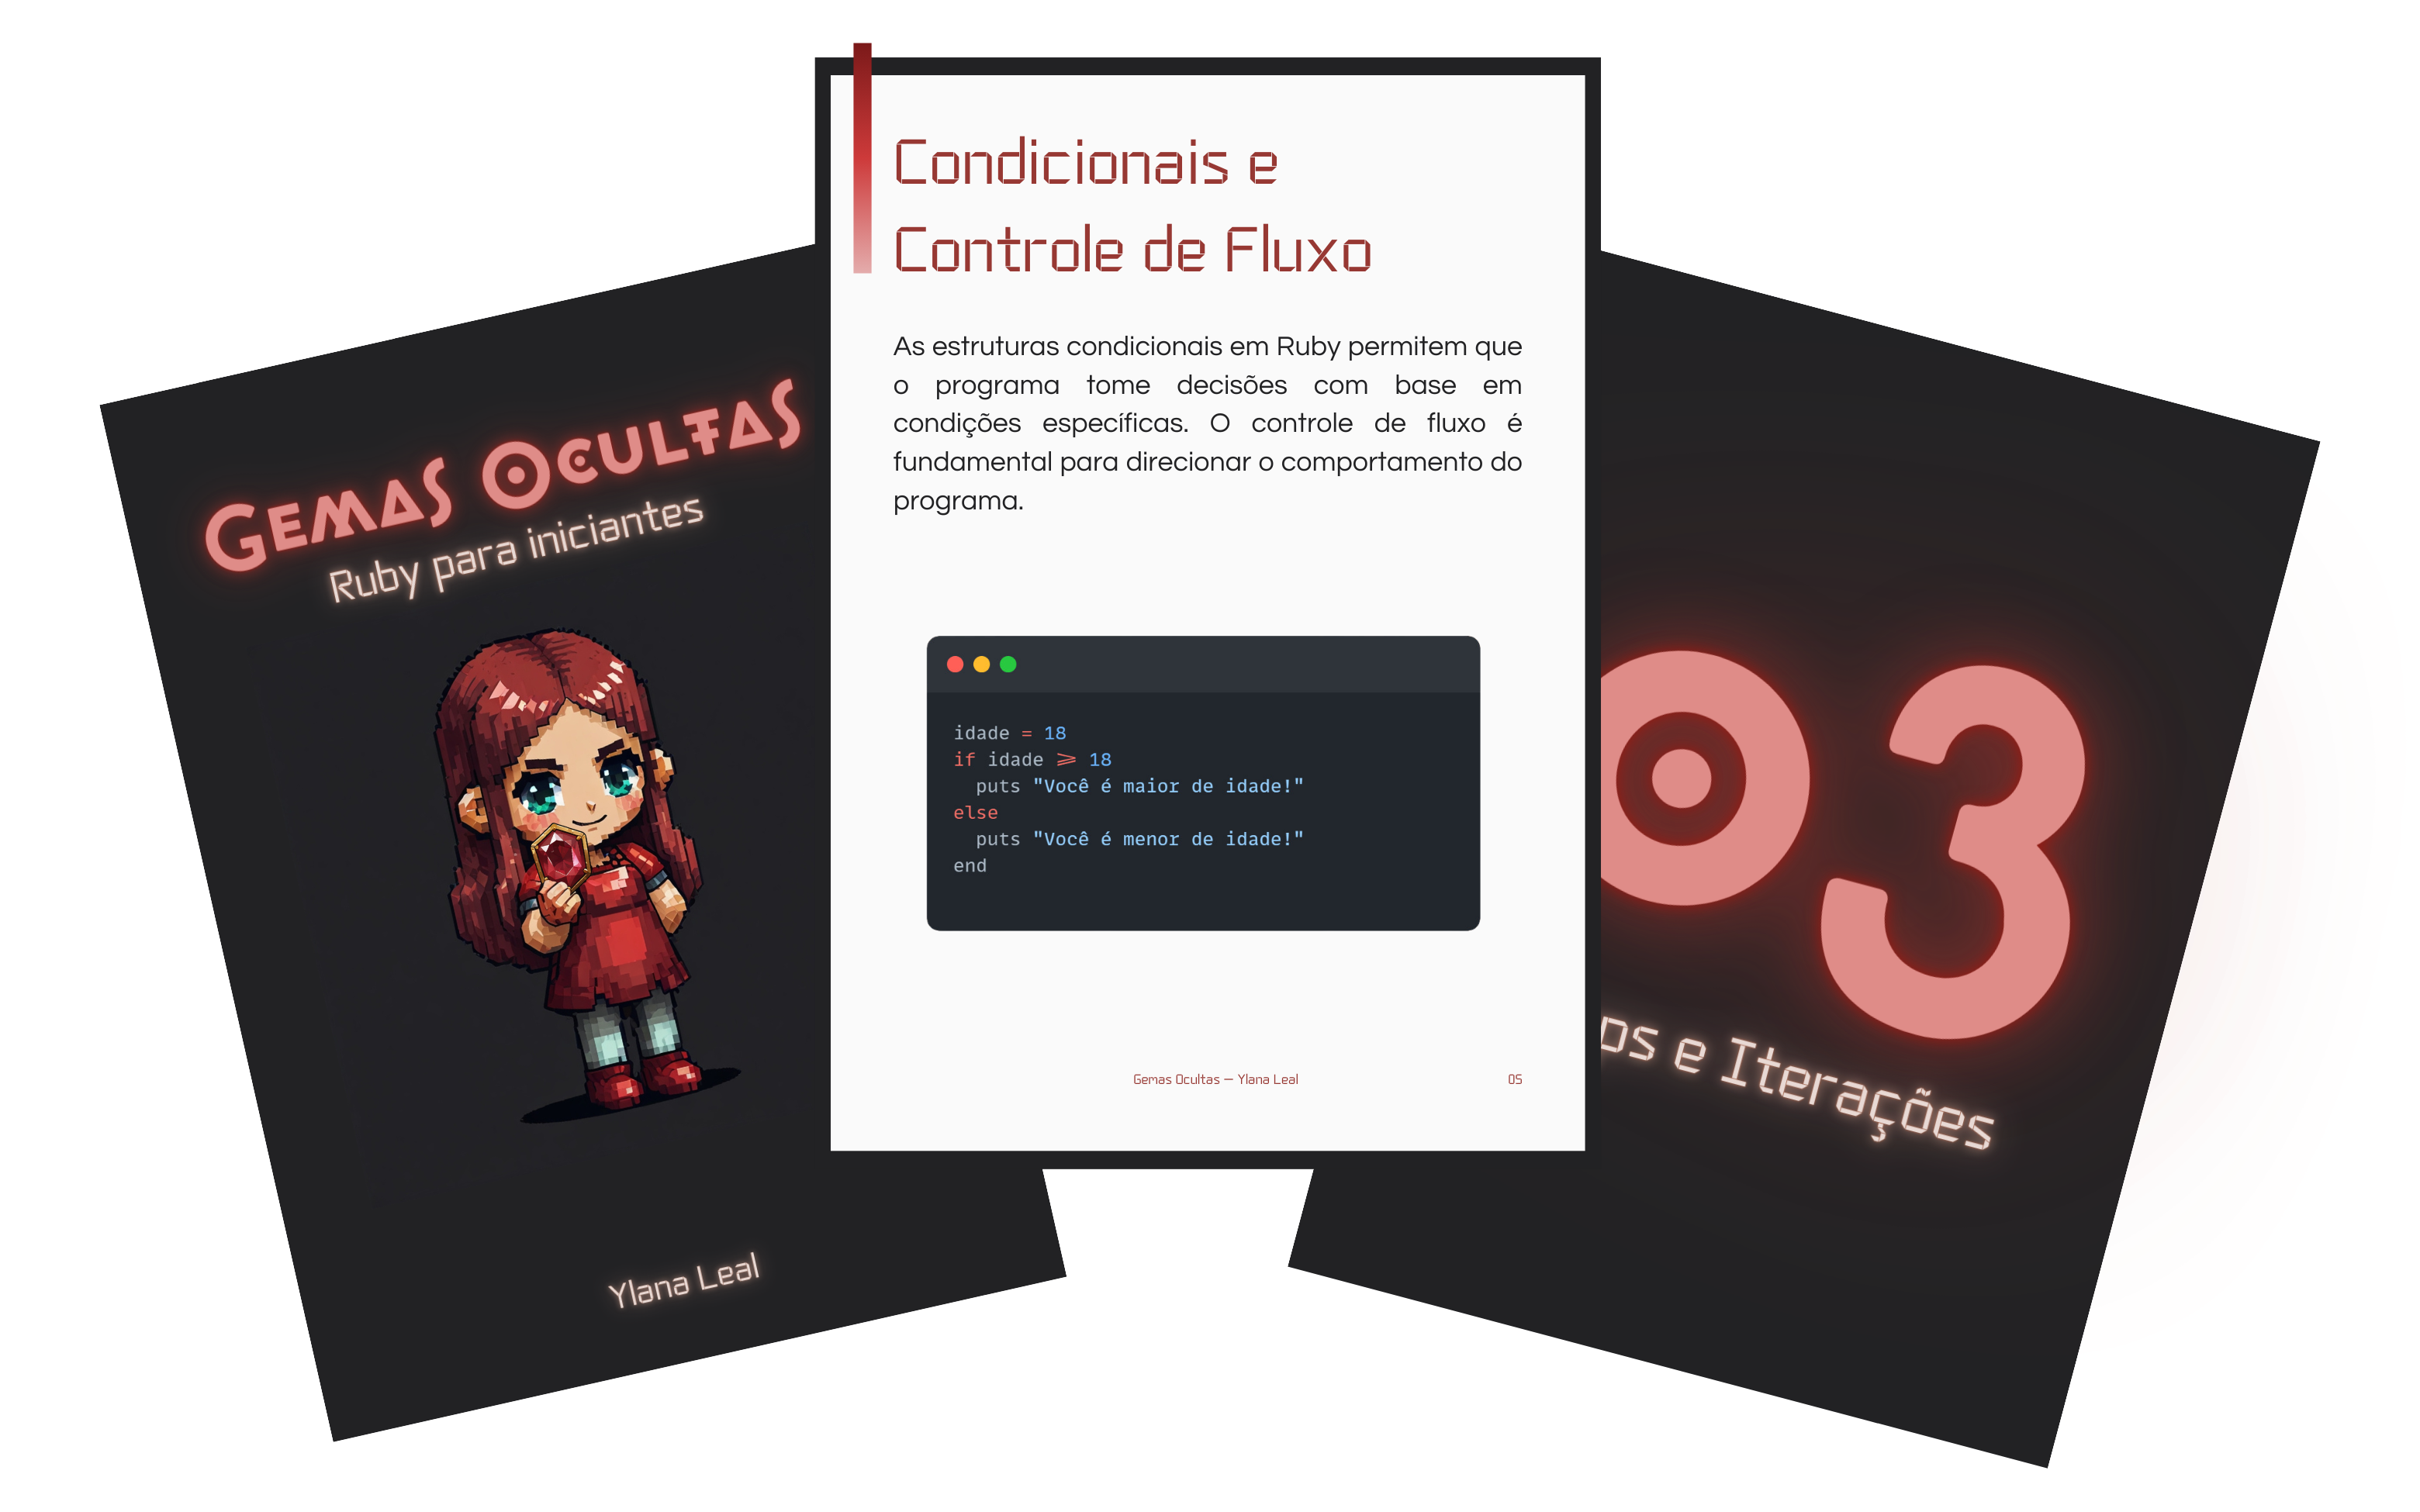 Gemas Ocultas
Ruby para iniciantes
Ylana Leal
Condicionais e
Controle de Fluxo
As estruturas condicionais em Ruby permitem que
o programa tome decisões com base em
condições específicas. O controle de fluxo é
fundamental para direcionar o comportamento do
programa.
idade = 18
if idade >= 18
  puts "Você é maior de idade!"
else
  puts "Você é menor de idade!"
end
Gemas Ocultas — Ylana Leal
05
03
e Iterações